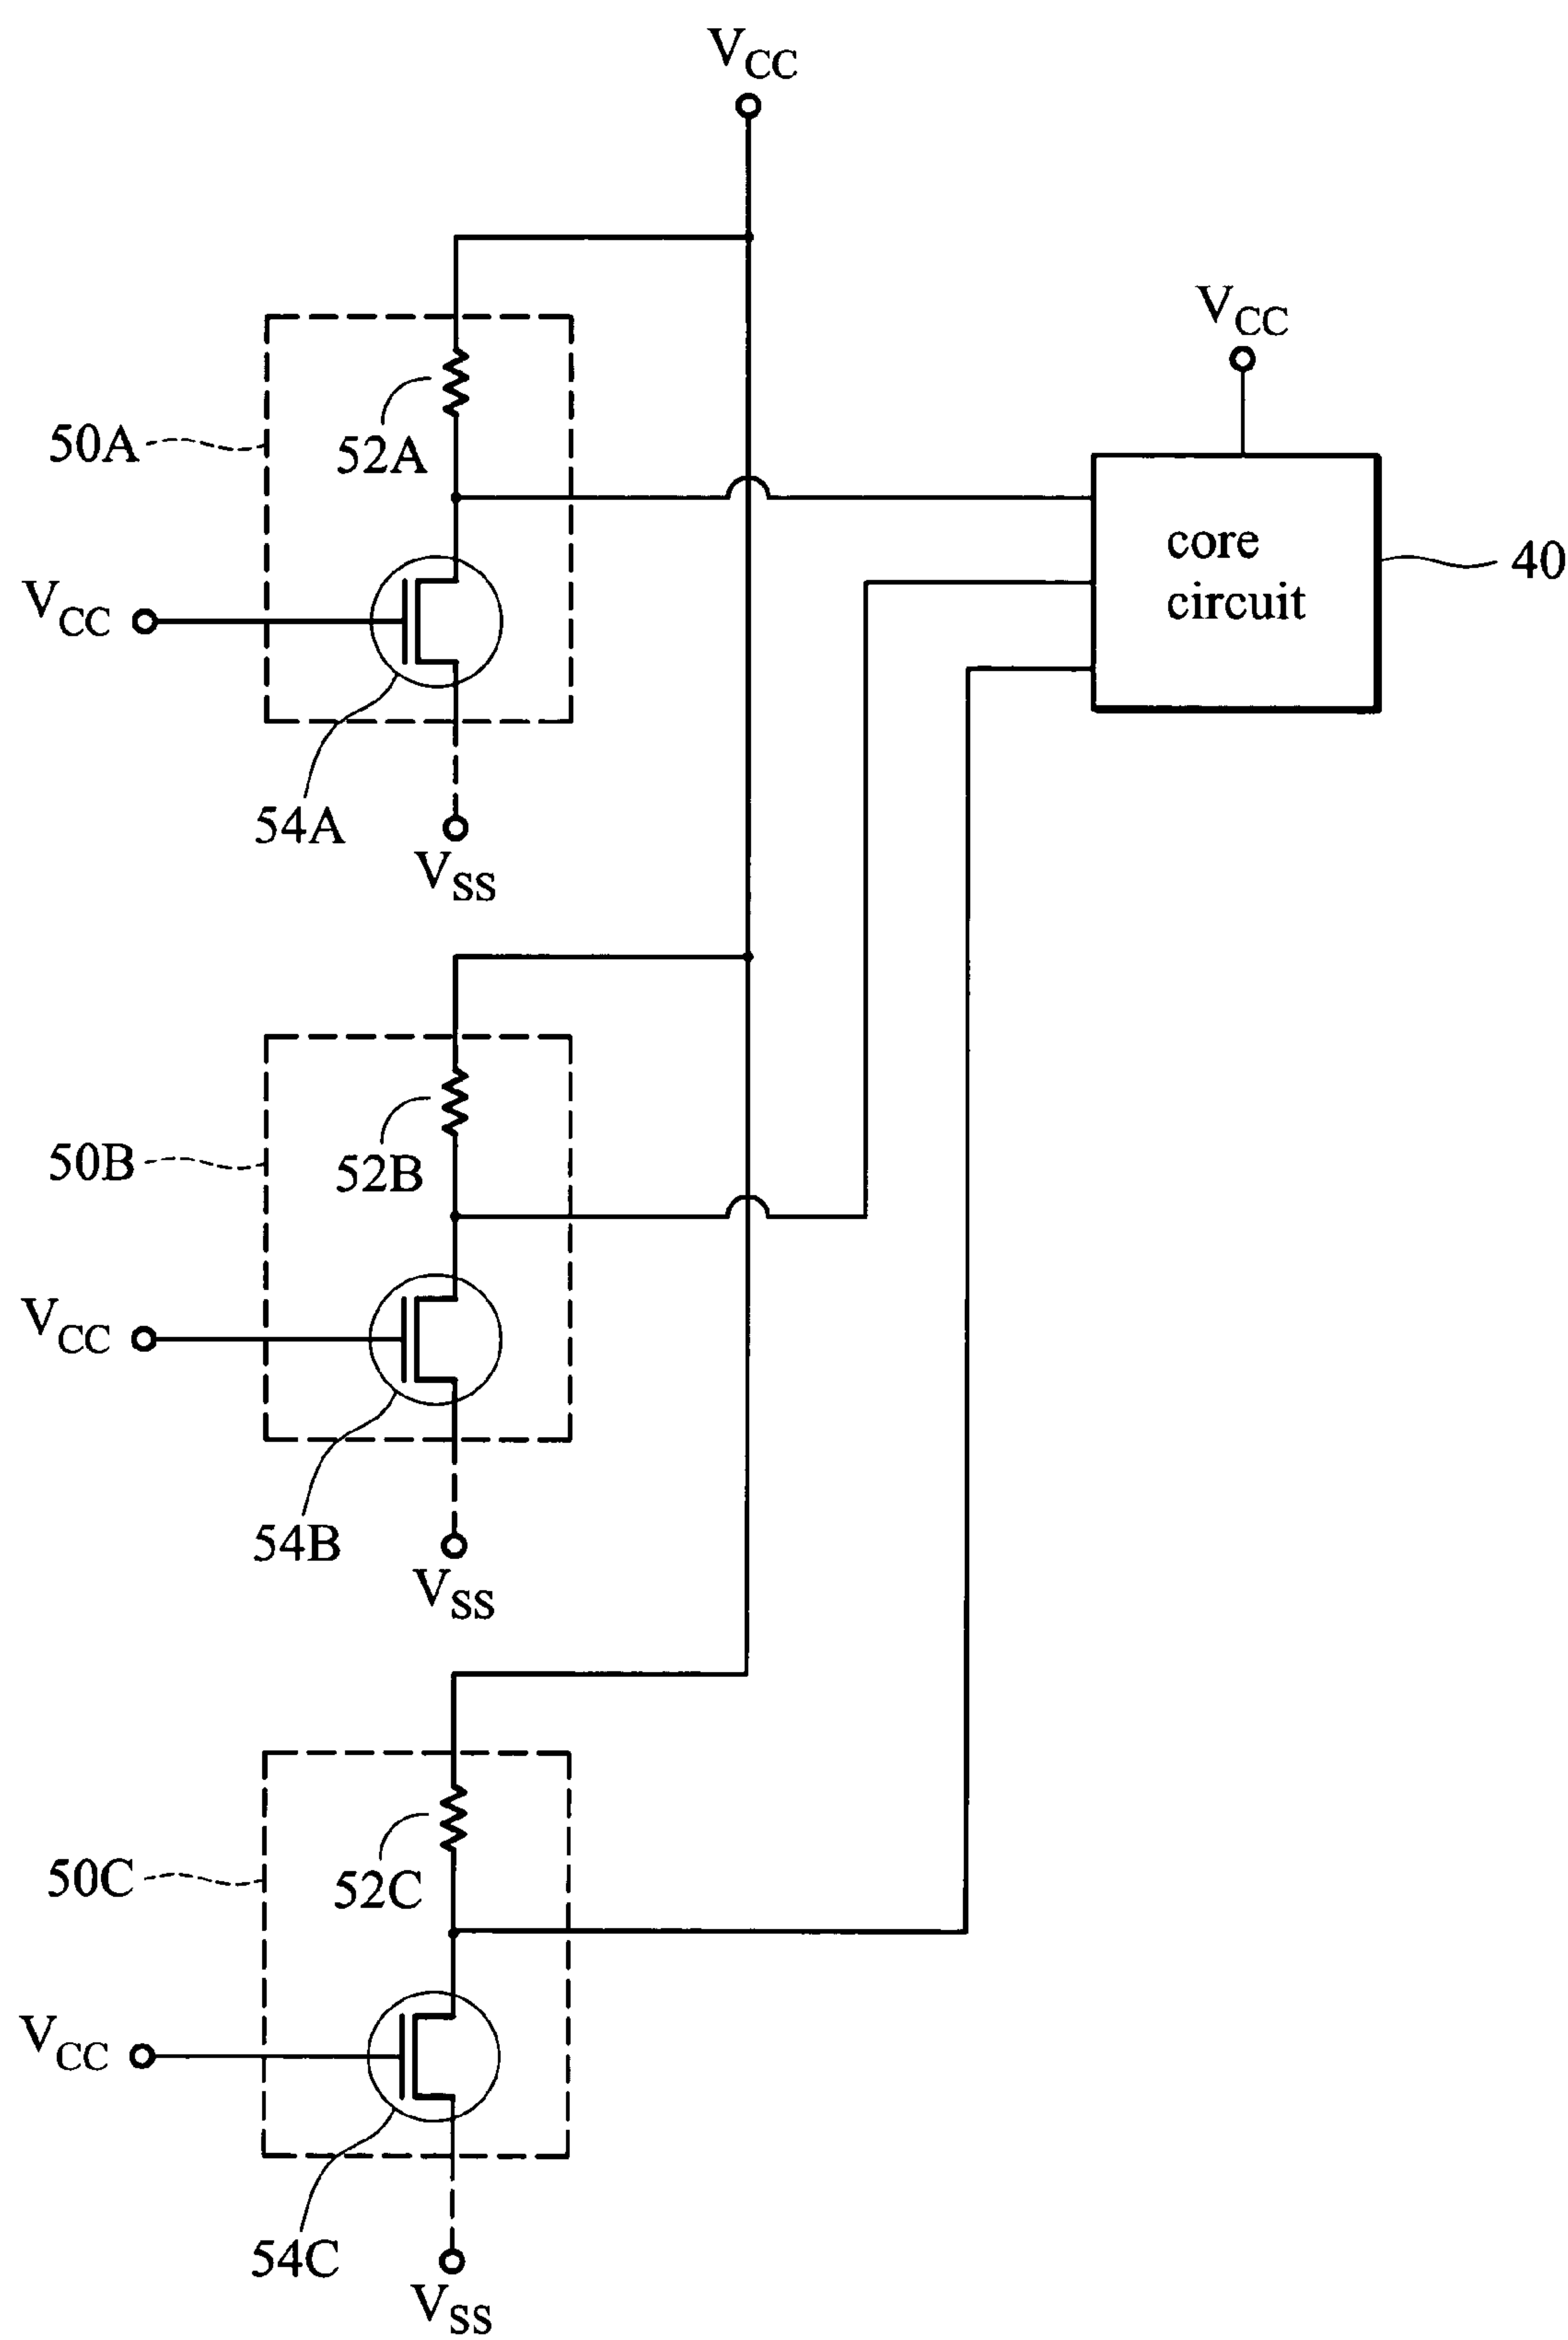 VCC
VCC
50A
52A
core
circuit
40
VCC
54A
VSS
50B
52B
VCC
54B
VSS
50C
52C
VCC
54C
VSS